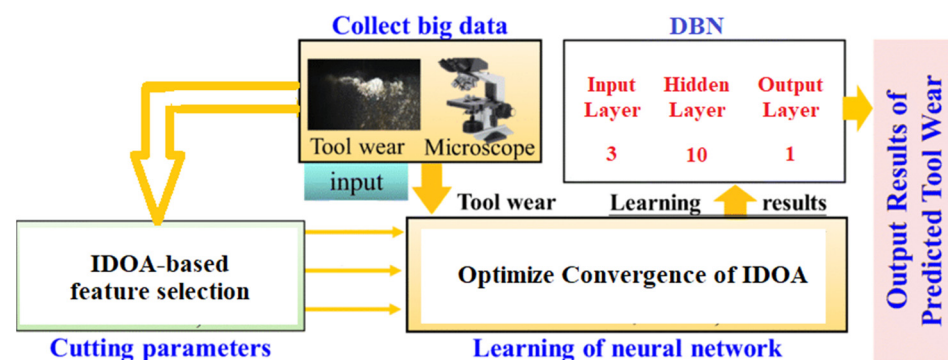 Collect big data
Tool wear Microscope
input
DBN
Input Hidden Output
Layer Layer Layer
3 10 1
Output Results of
Predicted Tool Wear
Tool wear
Learning results
IDOA-based
feature selection
Optimize Convergence of IDOA
Cutting parameters
Learning of neural network